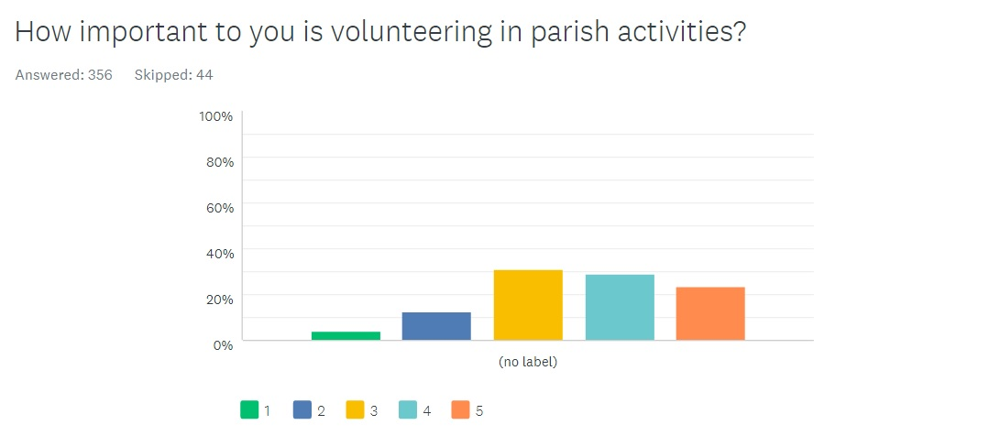 How important to you is volunteering in parish activities?
Answered: 356 Skipped: 44
100%
80%
60%
40%
20%
0%
(no label)
1 2 3 4 5